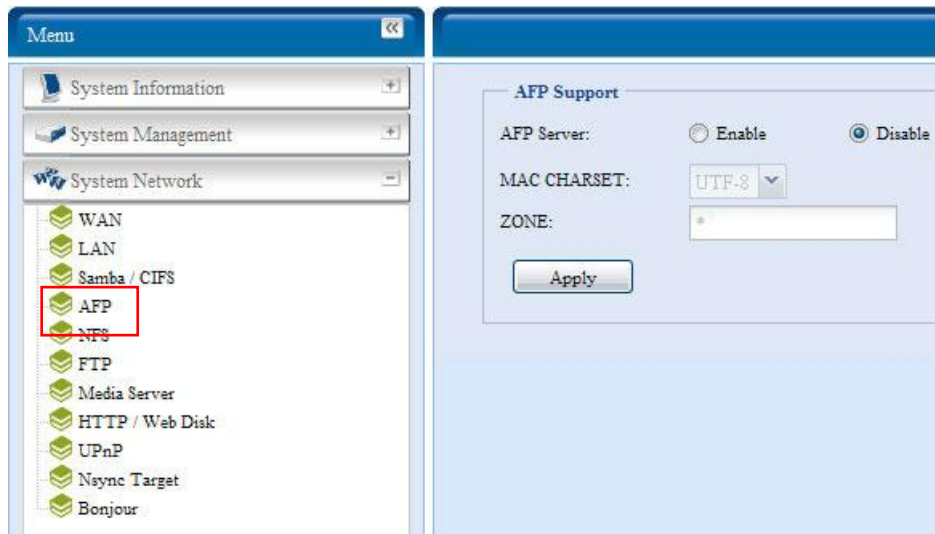 Menu
System Information
System Management
System Network
WAN
LAN
Samba / CIFS
AFP
NFS
FTP
Media Server
HTTP / Web Disk
UPnP
Nsync Target
Bonjour
AFP Support
AFP Server: Enable Disable
MAC CHARSET: UTF-8
ZONE: *
Apply